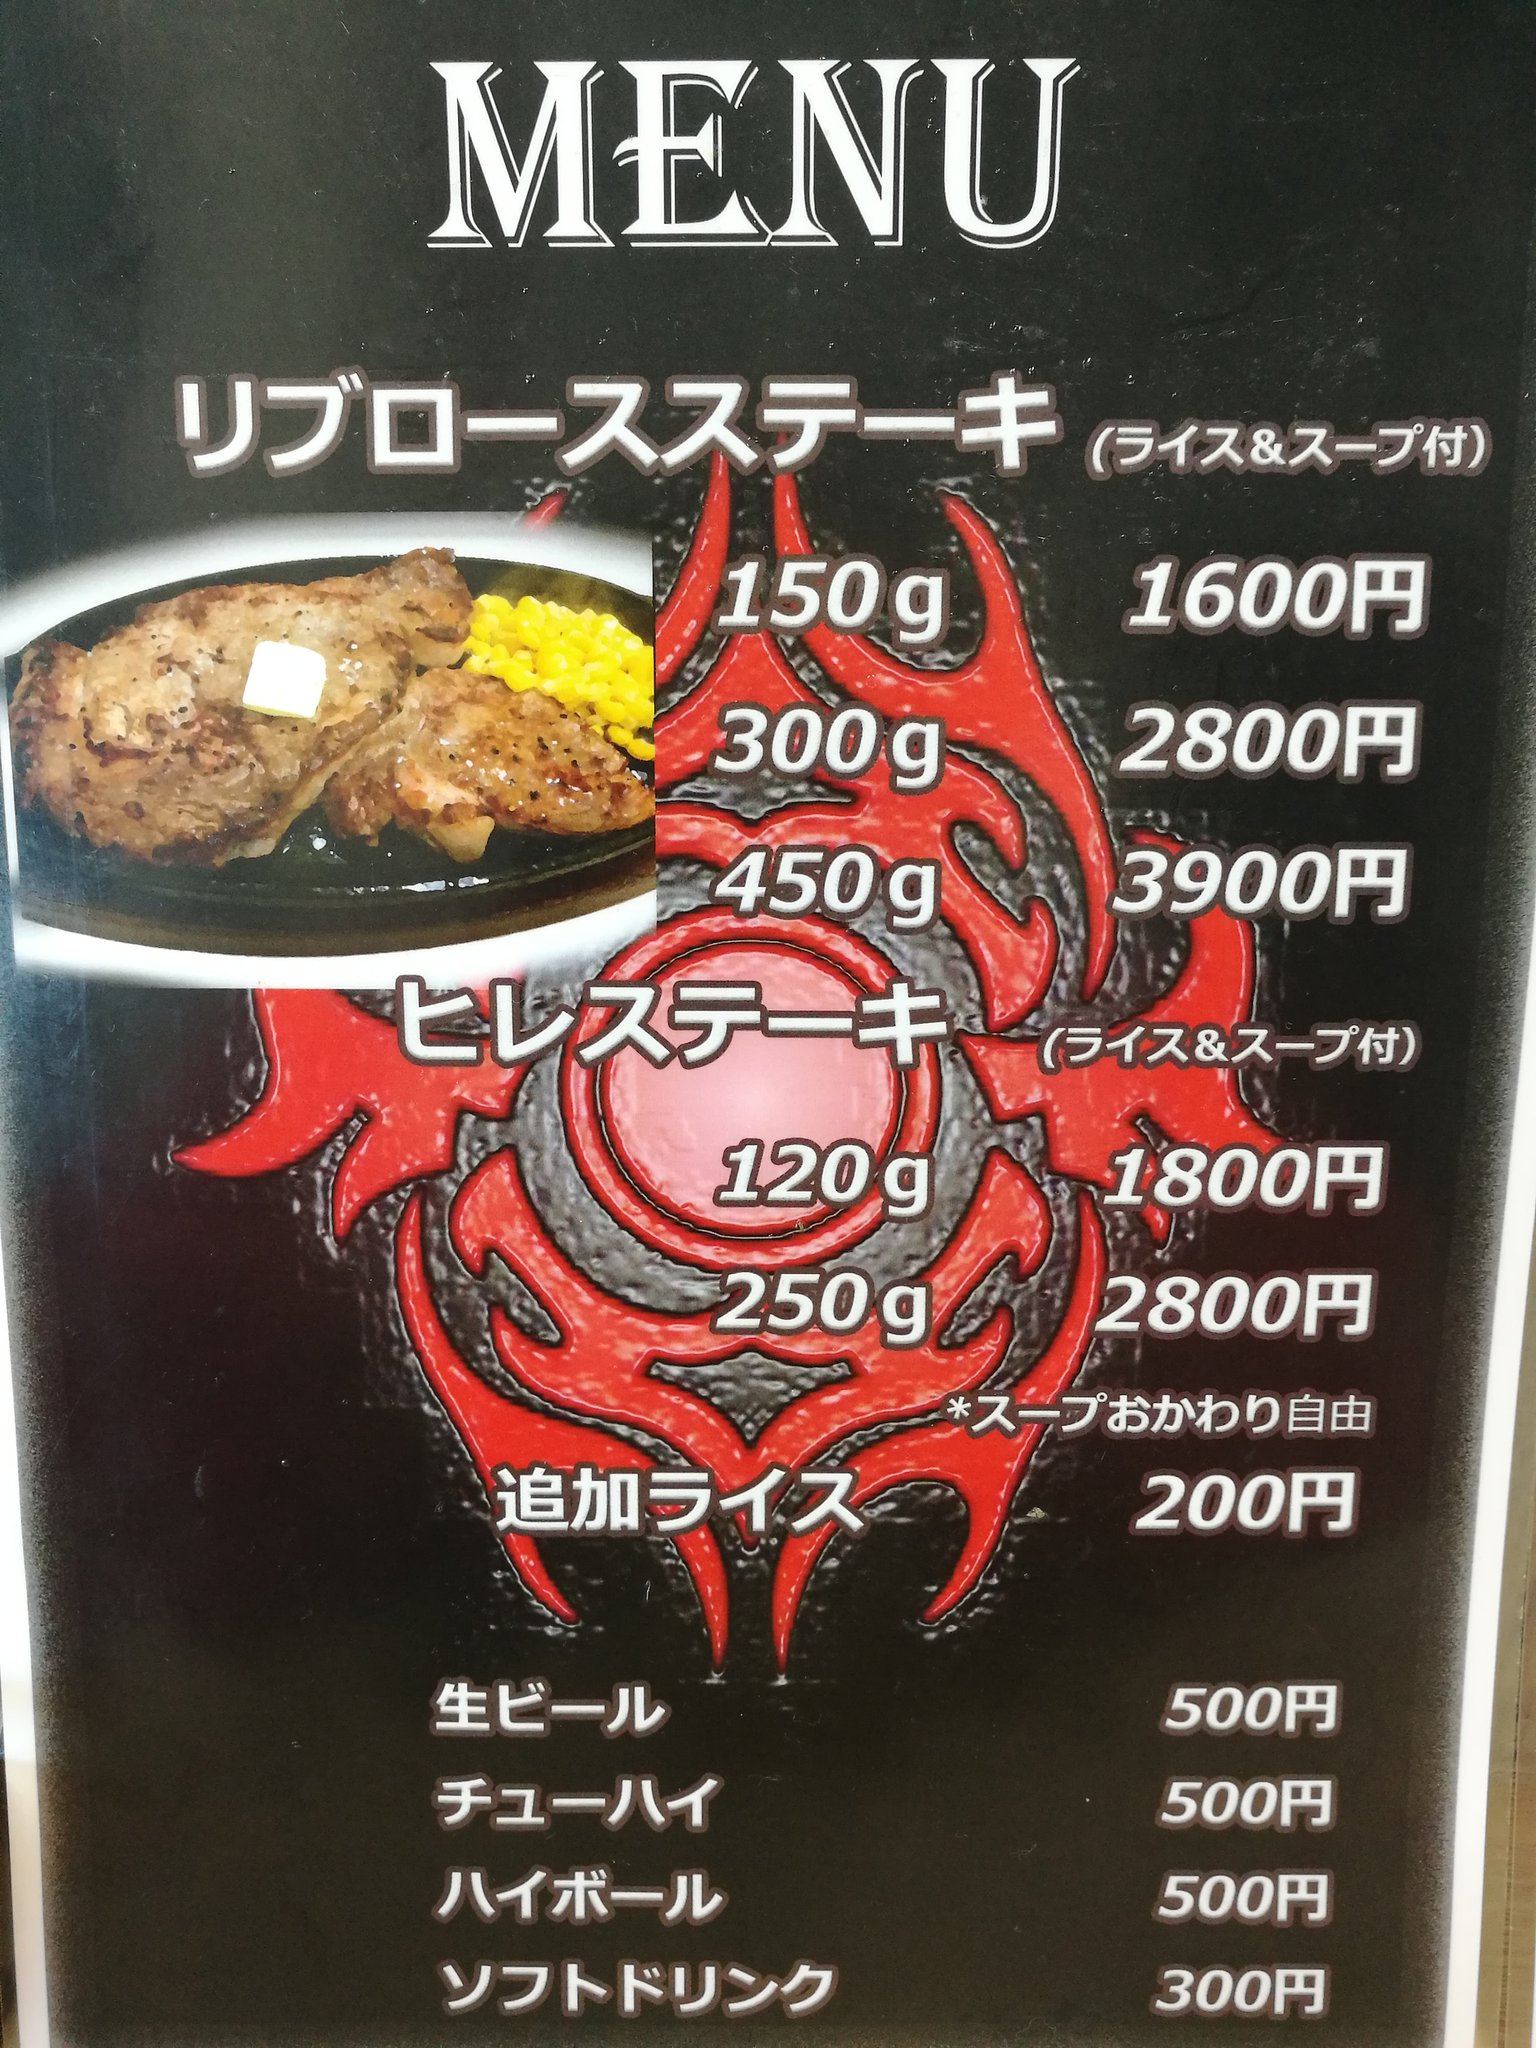 MENU
リブロースステーキ (ライス&スープ付)
150g 1600円
300g 2800円
450g 3900円
ヒレステーキ (ライス&スープ付)
120g 1800円
250g 2800円
*スープおかわり自由
追加ライス 200円
生ビール 500円
チューハイ 500円
ハイボール 500円
ソフトドリンク 300円